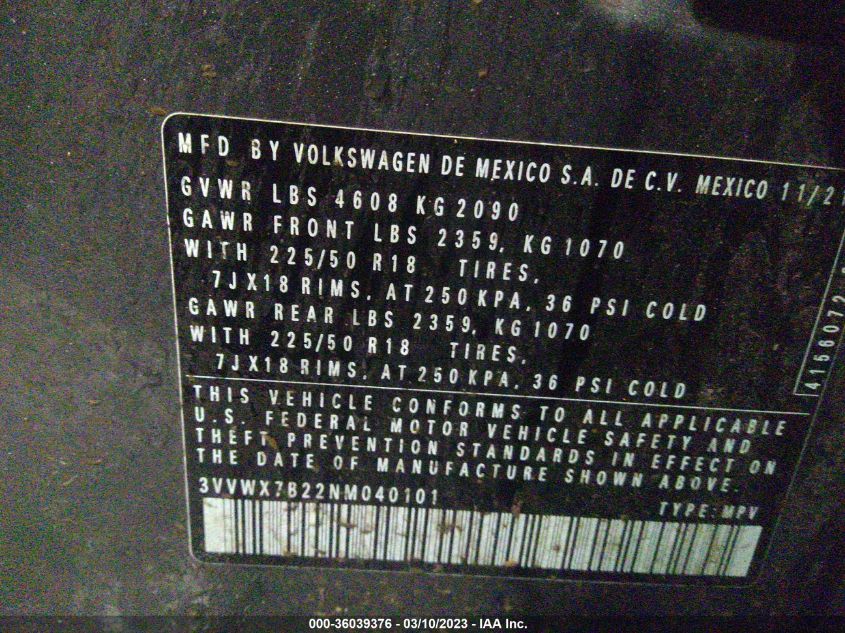 MFD BY VOLKSWAGEN DE MEXICO S.A. DE C.V. MEXICO 11/21
GVWR LBS 4608 KG 2090
GAWR FRONT LBS 2359, KG 1070
WITH 225/50 R18 TIRES,
7JX18 RIMS, AT 250 KPA, 36 PSI COLD
GAWR REAR LBS 2359, KG 1070
WITH 225/50 R18 TIRES,
7JX18 RIMS, AT 250 KPA, 36 PSI COLD
4156072
THIS VEHICLE CONFORMS TO ALL APPLICABLE
U.S. FEDERAL MOTOR VEHICLE SAFETY AND
THEFT PREVENTION STANDARDS IN EFFECT ON
THE DATE OF MANUFACTURE SHOWN ABOVE.
3VVWX7B22NM040101
TYPE: MPV
000-36039376 - 03/10/2023 - IAA Inc.